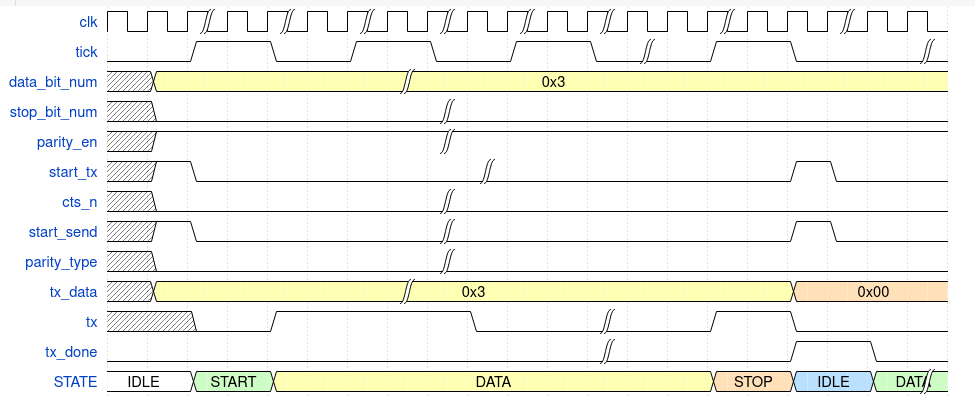 clk
tick
data_bit_num 0x3
stop_bit_num
parity_en
start_tx
cts_n
start_send
parity_type
tx_data 0x3 0x00
tx
tx_done
STATE IDLE START DATA STOP IDLE DATA